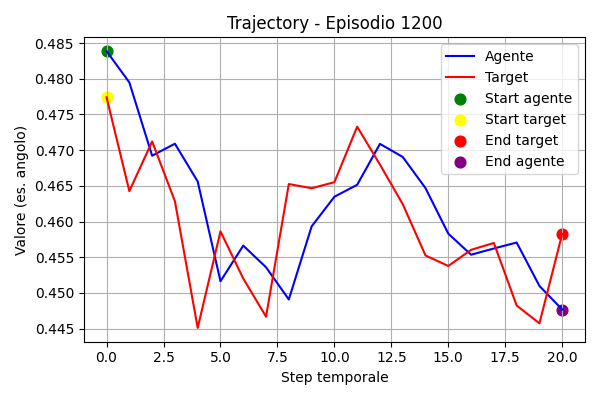 Trajectory - Episodio 1200
Valore (es. angolo)
0.485
0.480
0.475
0.470
0.465
0.460
0.455
0.450
0.445
Agente
Target
Start agente
Start target
End target
End agente
0.0 2.5 5.0 7.5 10.0 12.5 15.0 17.5 20.0
Step temporale